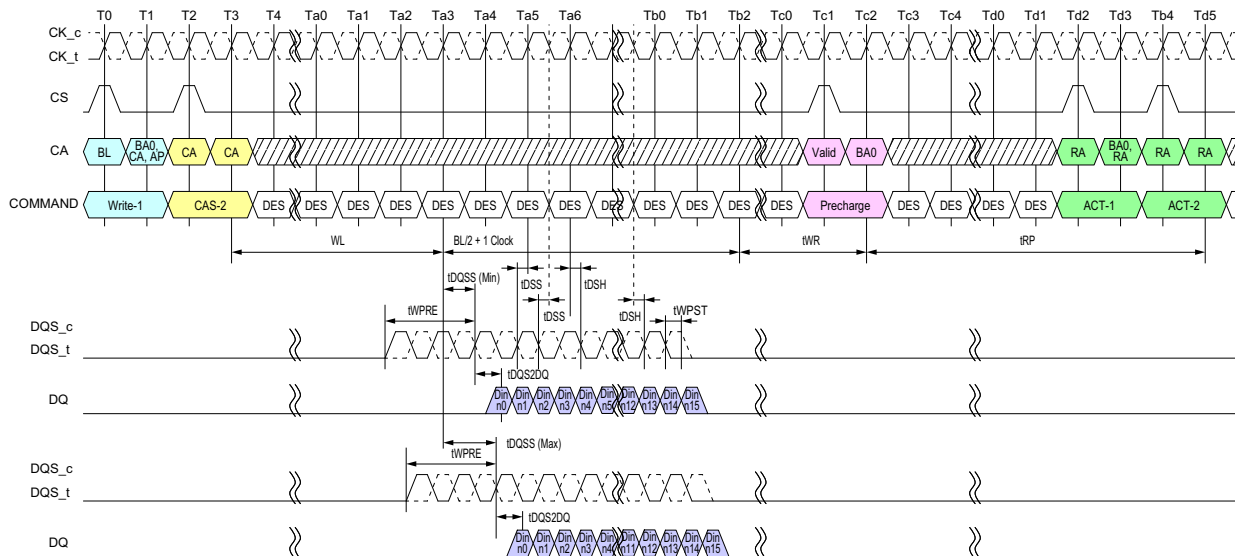 T0 T1 T2 T3 T4 Ta0 Ta1 Ta2 Ta3 Ta4 Ta5 Ta6 Tb0 Tb1 Tb2 Tc0 Tc1 Tc2 Tc3 Tc4 Td0 Td1 Td2 Td3 Tb4 Td5
CK_c
CK_t
CS
CA BL BA0, CA, AP CA CA Valid BA0 RA BA0, RA RA RA
COMMAND Write-1 CAS-2 DES DES DES DES DES DES DES DES DES DES DES DES DES Precharge DES DES DES DES ACT-1 ACT-2
WL BL/2 + 1 Clock tWR tRP
tDQSS (Min) tDSS tDSH
tWPRE tDSS tDSH tWPST
DQS_c
DQS_t
tDQS2DQ
DQ Din n0 Din n1 Din n2 Din n3 Din n4 Din n5 Din n12 Din n13 Din n14 Din n15
tDQSS (Max)
tWPRE
DQS_c
DQS_t
tDQS2DQ
DQ Din n0 Din n1 Din n2 Din n3 Din n4 Din n11 Din n12 Din n13 Din n14 Din n15